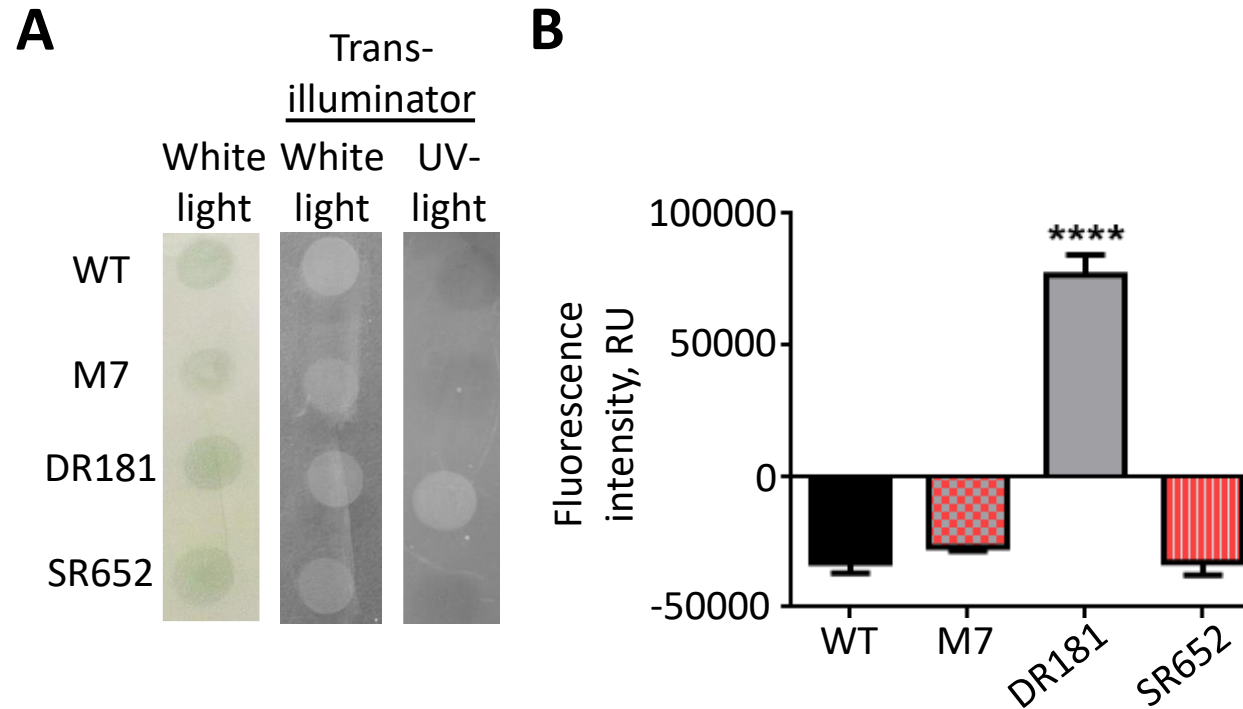 A
Trans-
illuminator
White light
White light
UV-
light
WT
M7
DR181
SR652
B
Fluorescence
intensity, RU
100000
50000
0
-50000
****
WT
M7
DR181
SR652